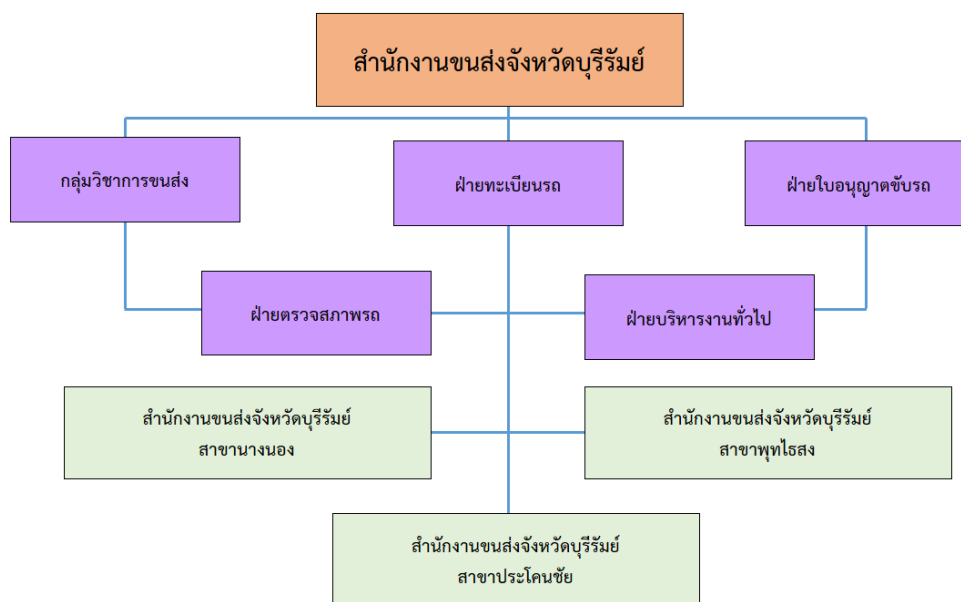 สำนักงานขนส่งจังหวัดบุรีรัมย์
กลุ่มวิชาการขนส่ง
ฝ่ายทะเบียนรถ
ฝ่ายใบอนุญาตขับรถ
ฝ่ายตรวจสภาพรถ
ฝ่ายบริหารงานทั่วไป
สำนักงานขนส่งจังหวัดบุรีรัมย์
สาขานางนอง
สำนักงานขนส่งจังหวัดบุรีรัมย์
สาขาพุทไธสง
สำนักงานขนส่งจังหวัดบุรีรัมย์
สาขาประโคนชัย